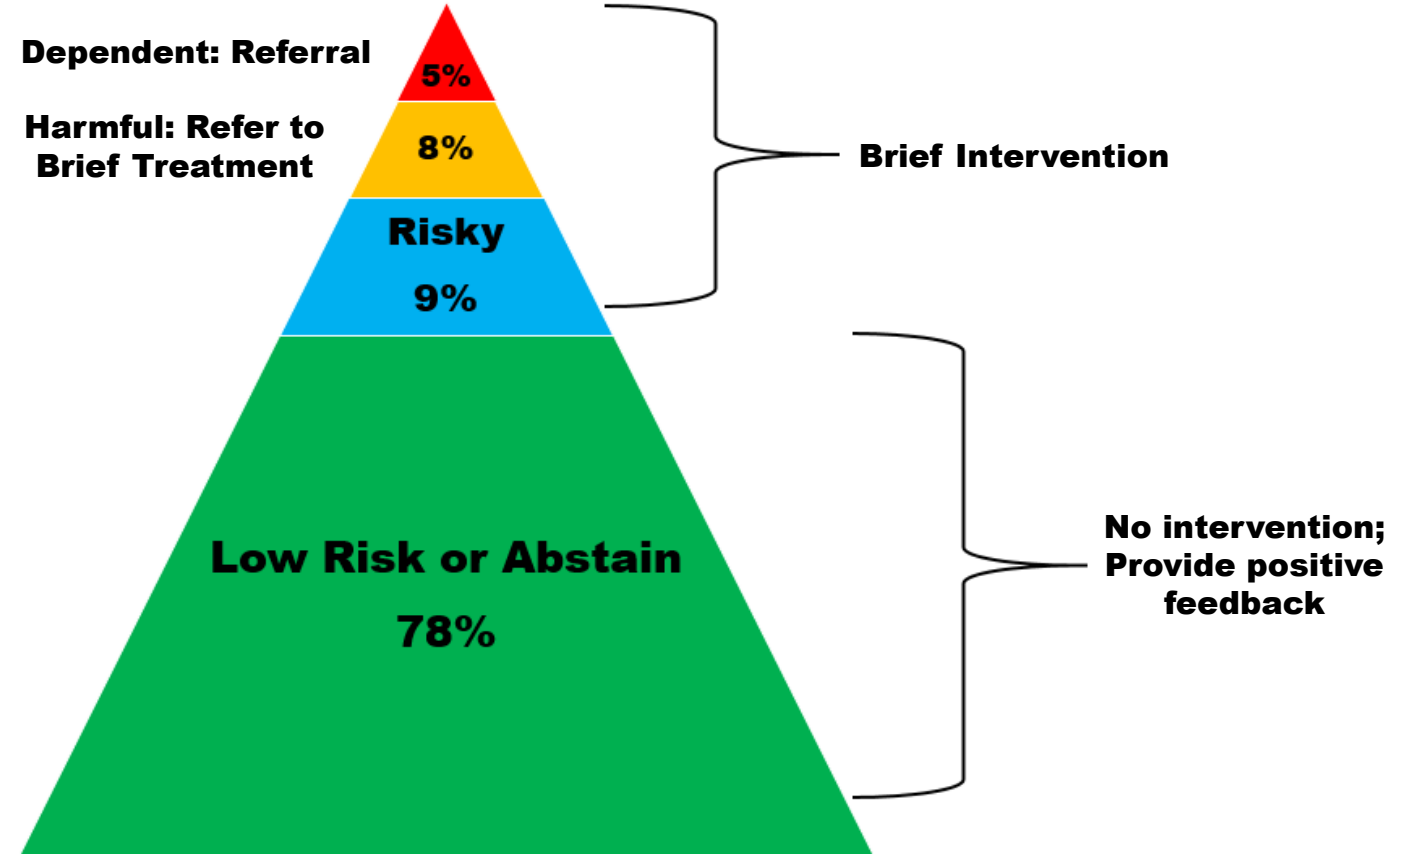 Dependent: Referral
5%
Harmful: Refer to
Brief Treatment
8%
Brief Intervention
Risky
9%
Low Risk or Abstain
78%
No intervention;
Provide positive
feedback